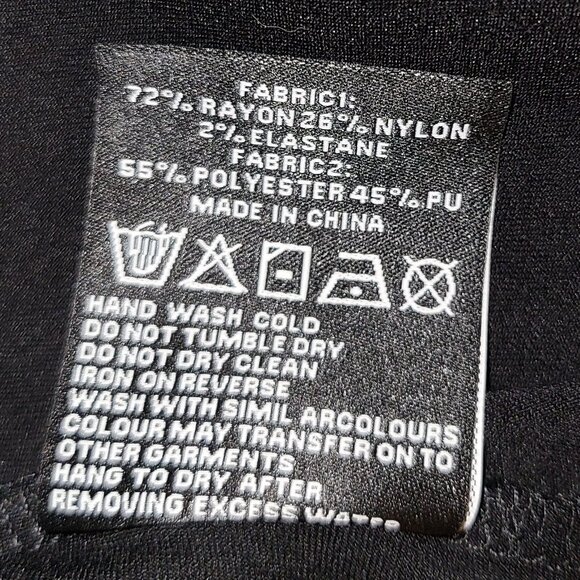 FABRIC1:
72% RAYON 26% NYLON
2% ELASTANE
FABRIC2:
55% POLYESTER 45% PU
MADE IN CHINA
HAND WASH COLD
DO NOT TUMBLE DRY
DO NOT DRY CLEAN
IRON ON REVERSE
WASH WITH SIMIL ARCOLOURS
COLOUR MAY TRANSFER ON TO
OTHER GARMENTS
HANG TO DRY AFTER
REMOVING EXCESS WATER